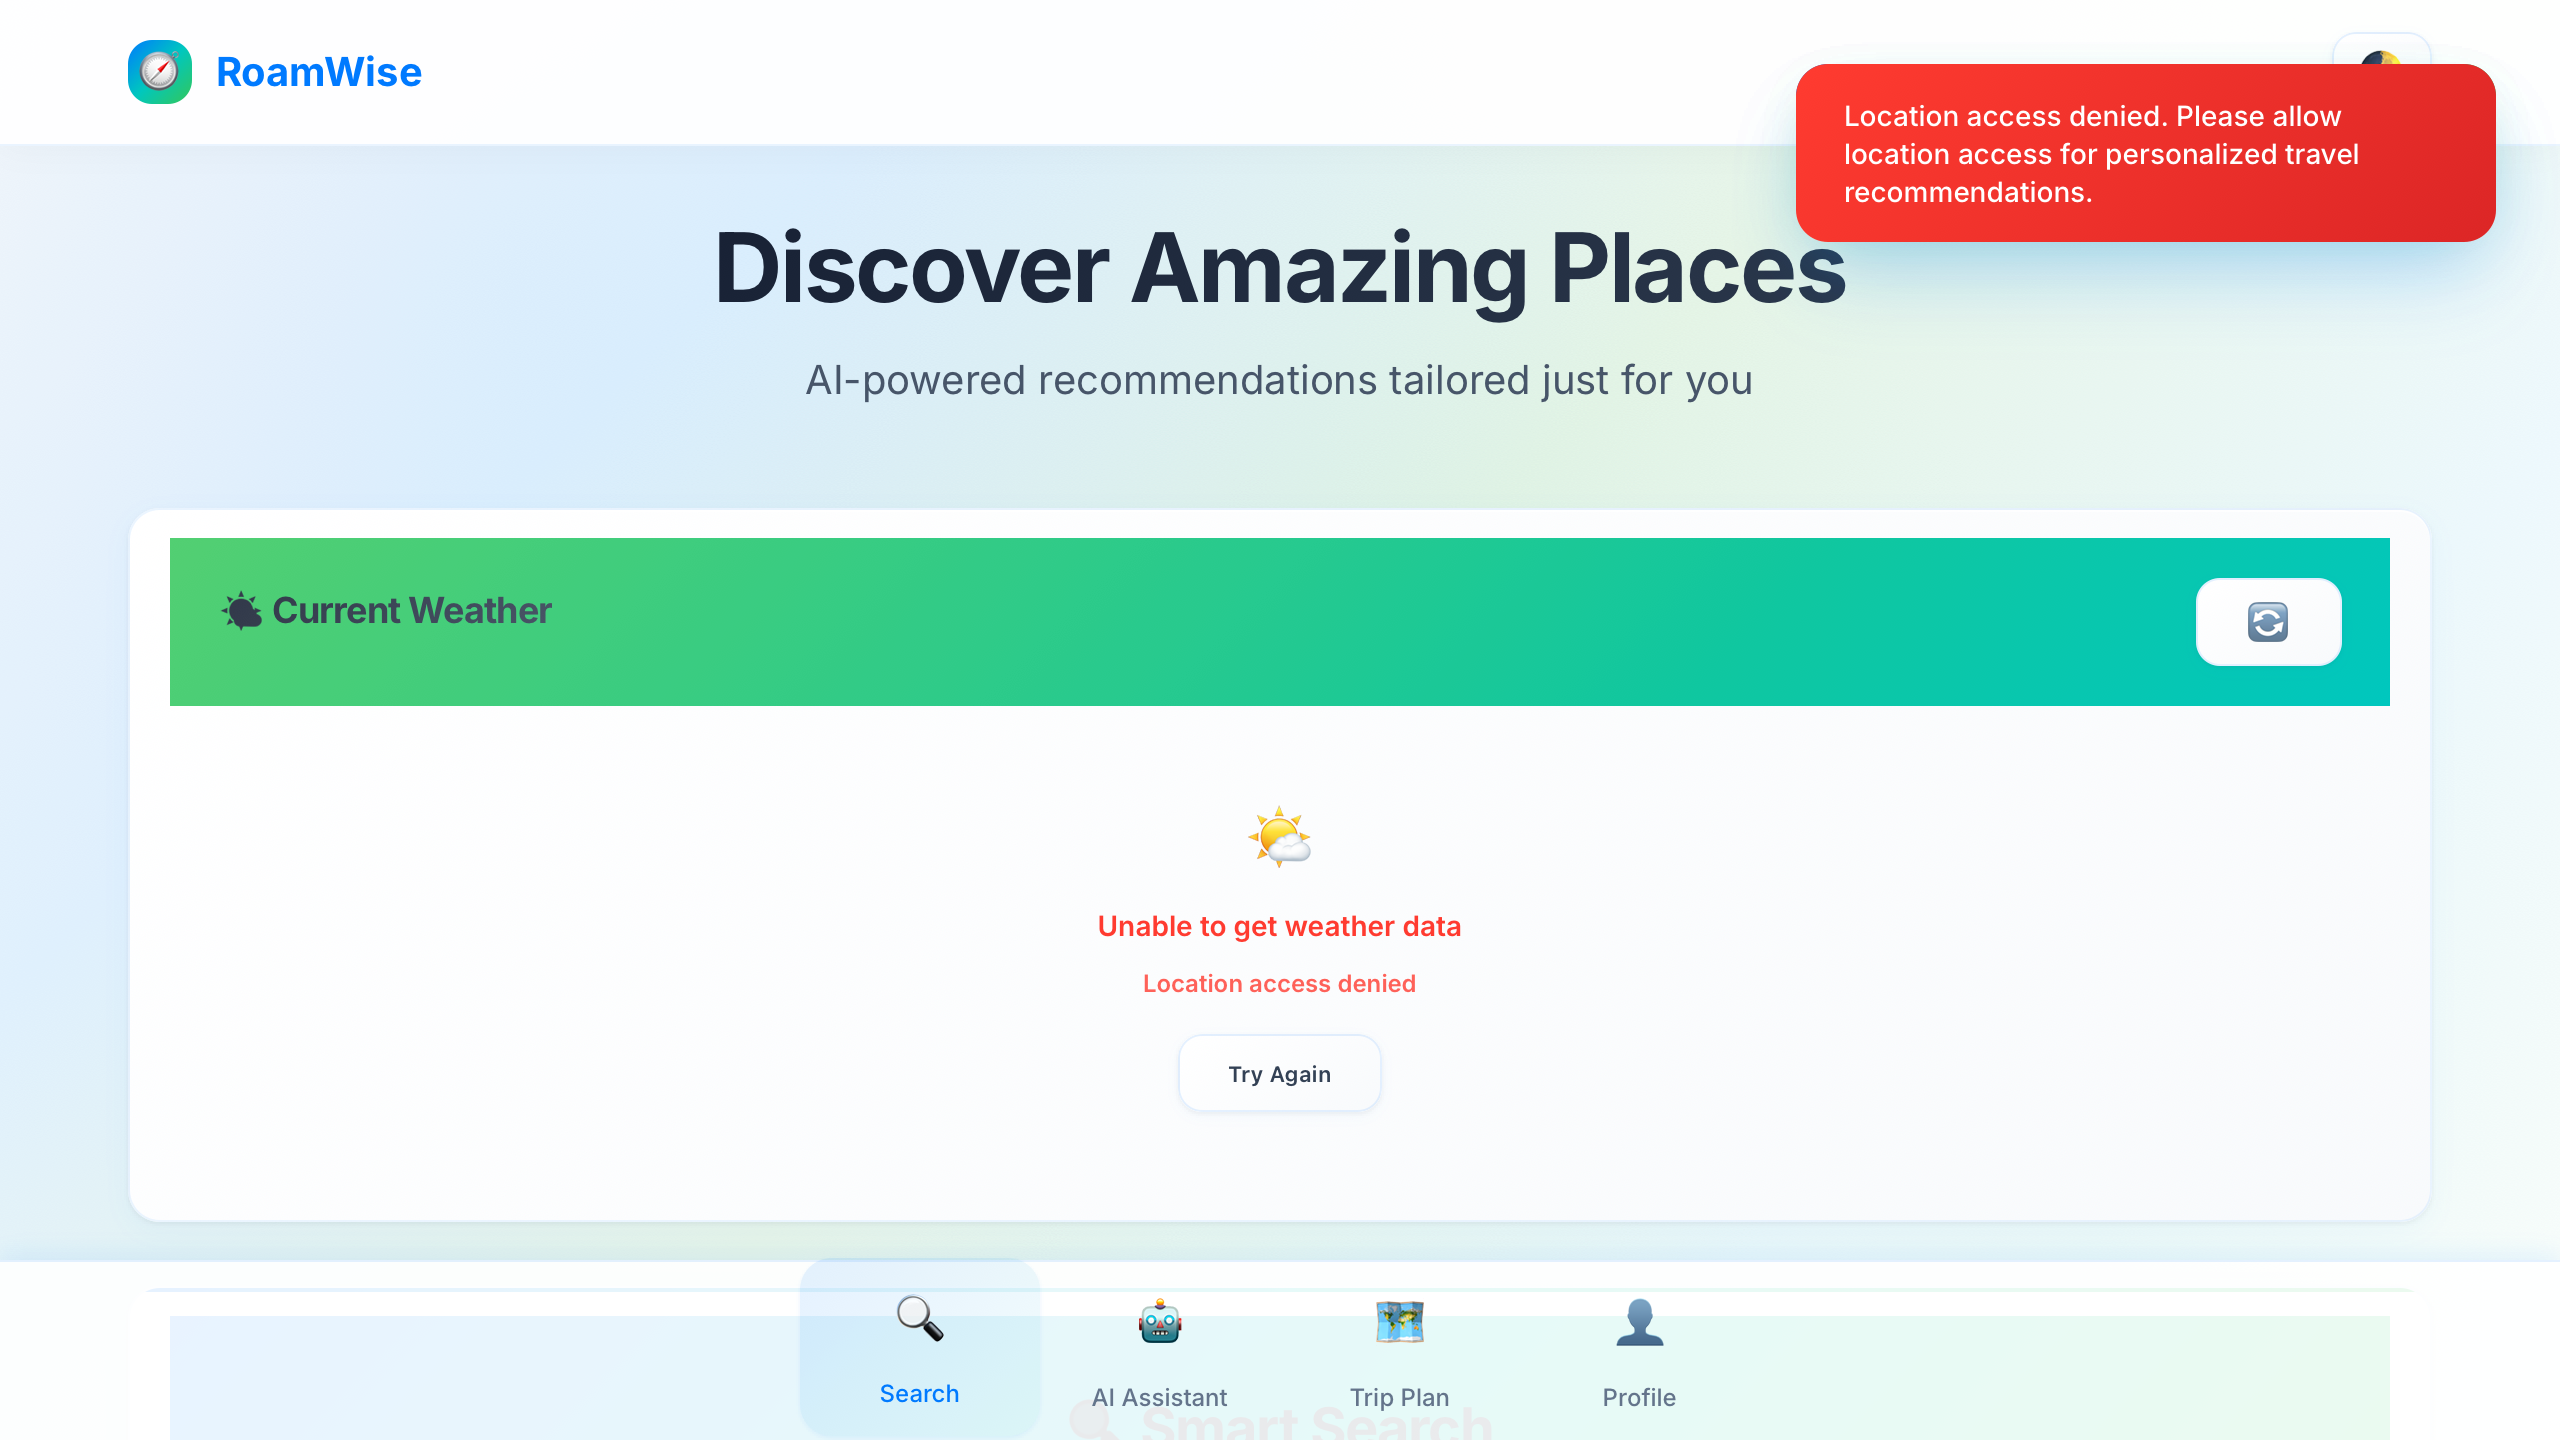 RoamWise
Location access denied. Please allow
location access for personalized travel
recommendations.
Discover Amazing Places
AI-powered recommendations tailored just for you
Current Weather
Unable to get weather data
Location access denied
Try Again
Search
AI Assistant
Trip Plan
Profile
Smart Search